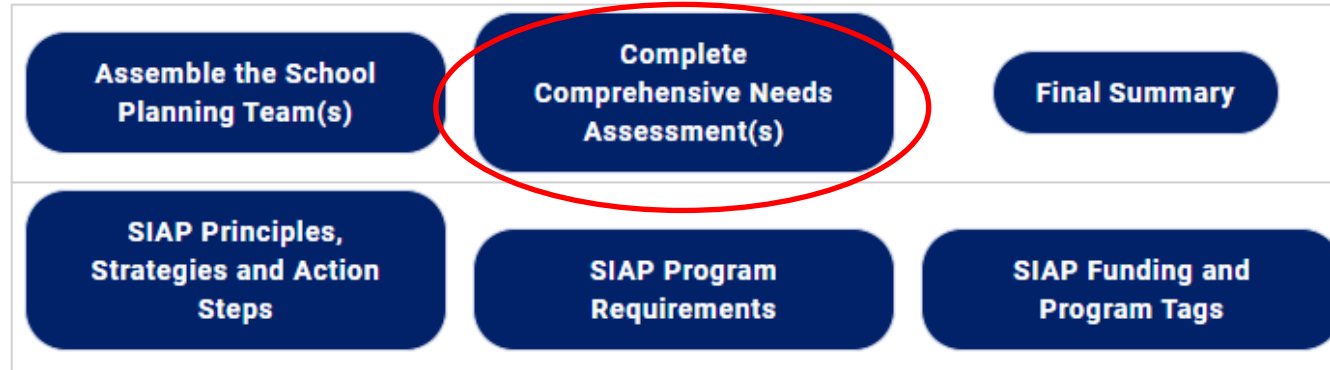 Assemble the School
Planning Team(s)
Complete
Comprehensive Needs
Assessment(s)
Final Summary
SIAP Principles,
Strategies and Action
Steps
SIAP Program
Requirements
SIAP Funding and
Program Tags